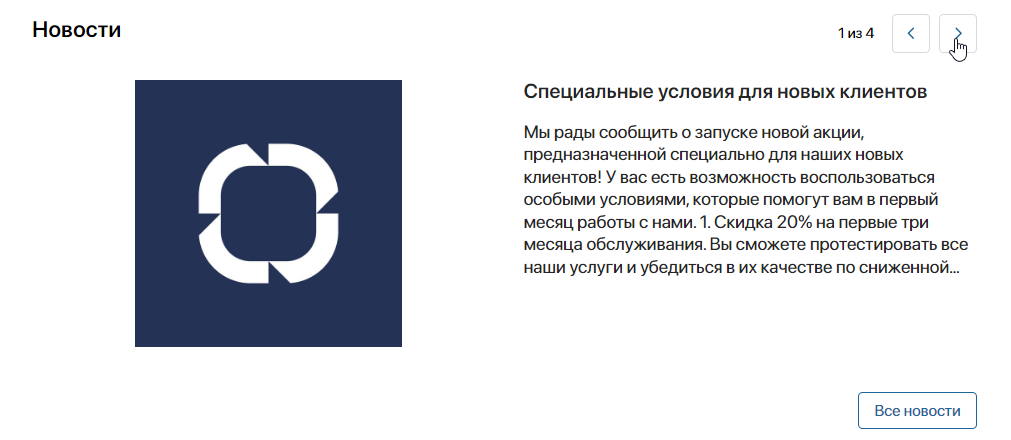 Новости
1 из 4
Специальные условия для новых клиентов
Мы рады сообщить о запуске новой акции,
предназначенной специально для наших новых
клиентов! У вас есть возможность воспользоваться
особыми условиями, которые помогут вам в первый
месяц работы с нами. 1. Скидка 20% на первые три
месяца обслуживания. Вы сможете протестировать все
наши услуги и убедиться в их качестве по сниженной...
Все новости